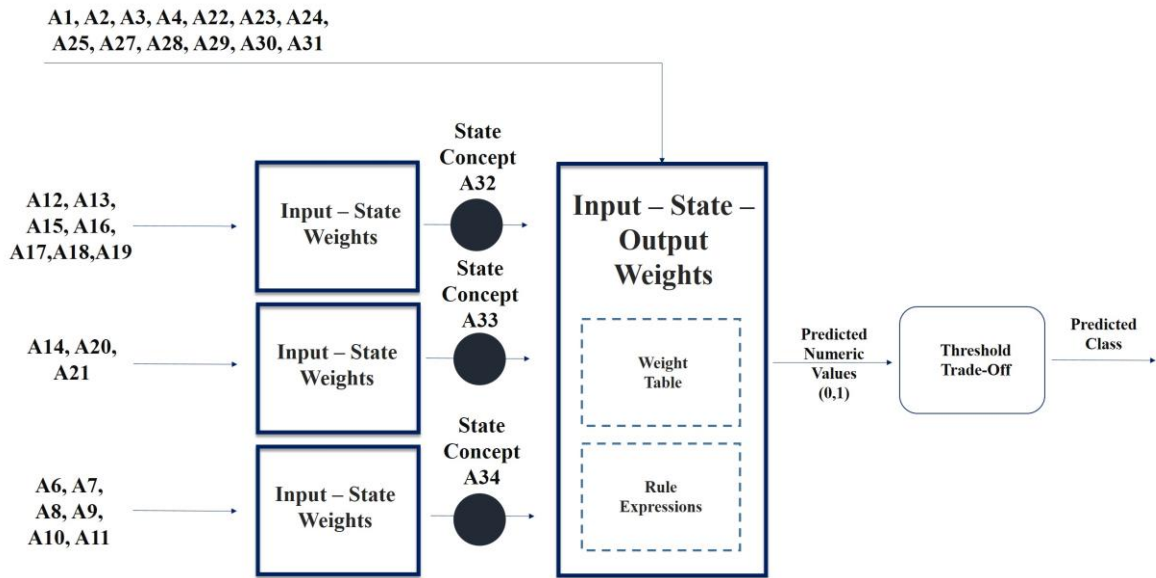 A1, A2, A3, A4, A22, A23, A24,
A25, A27, A28, A29, A30, A31
A12, A13,
A15, A16,
A17,A18,A19
Input – State
Weights
State
Concept
A32
A14, A20,
A21
Input – State
Weights
State
Concept
A33
A6, A7,
A8, A9,
A10, A11
Input – State
Weights
State
Concept
A34
Input – State –
Output
Weights
Weight
Table
Rule
Expressions
Predicted
Numeric
Values
(0,1)
Threshold
Trade-Off
Predicted
Class